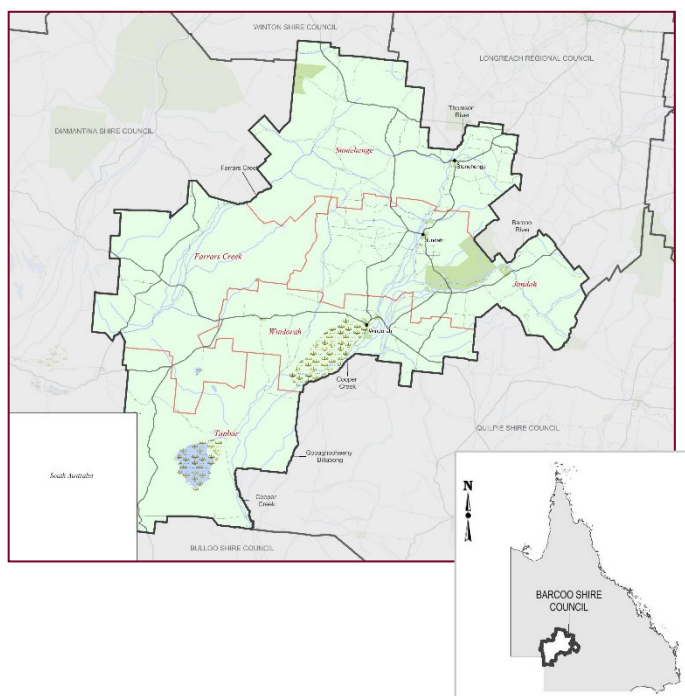 WINTON SHIRE COUNCIL
LONGREACH REGIONAL COUNCIL
DIAMANTINA SHIRE COUNCIL
Thomson
River
Stonehenge
Stonehenge
Farrars Creek
Barcoo
River
Jundah
Farrars Creek
Jundah
Windorah
Windorah
Cooper
Creek
QUILPIE SHIRE COUNCIL
Tanbar
Billabong
South Australia
Cooper
Creek
BULLOO SHIRE COUNCIL
N
BARCOO SHIRE
COUNCIL